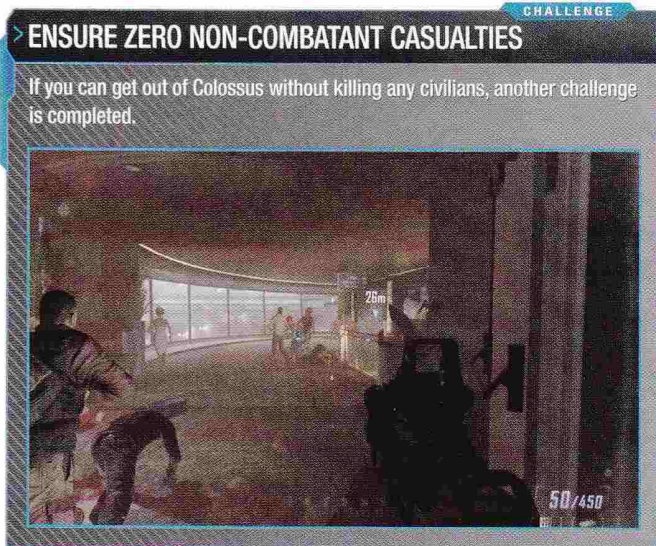 CHALLENGE
> ENSURE ZERO NON-COMBATANT CASUALTIES
If you can get out of Colossus without killing any civilians, another challenge
is completed.
26m
50/450